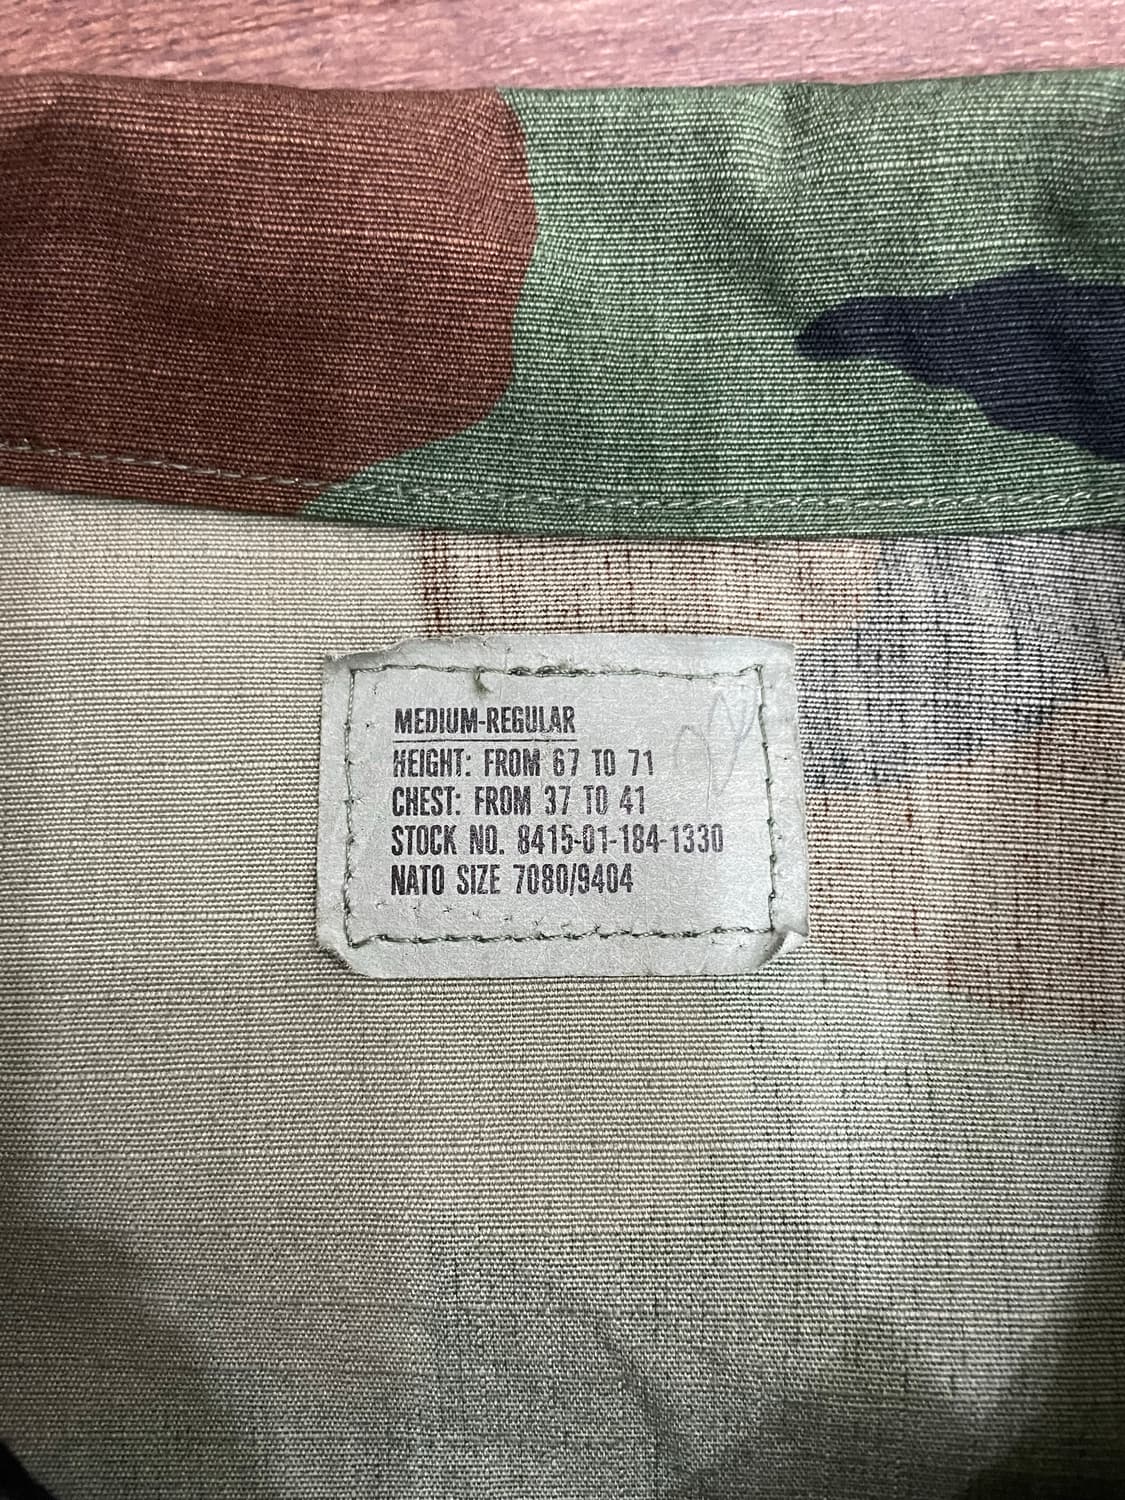 MEDIUM-REGULAR
HEIGHT: FROM 67 TO 71
CHEST: FROM 37 TO 41
STOCK NO. 8415-01-184-1330
NATO SIZE 7080/9404